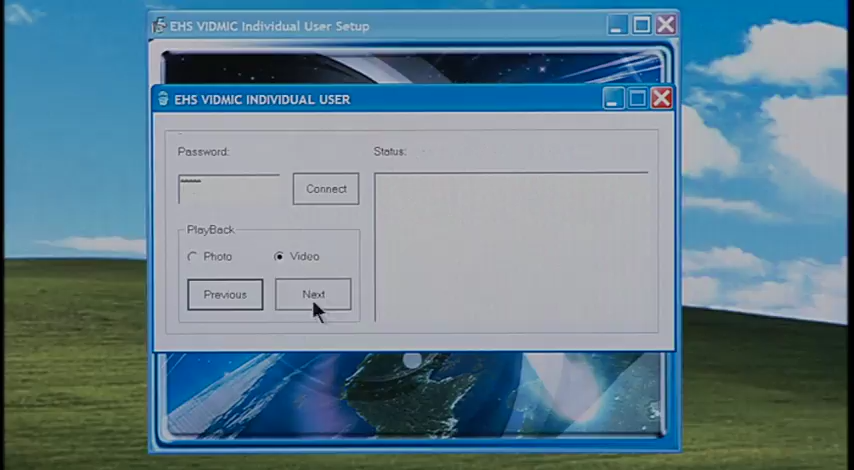 EHS VIDMIC Individual User Setup
EHS VIDMIC INDIVIDUAL USER
Password:
Status:
Connect
PlayBack
Photo
Video
Previous
Next